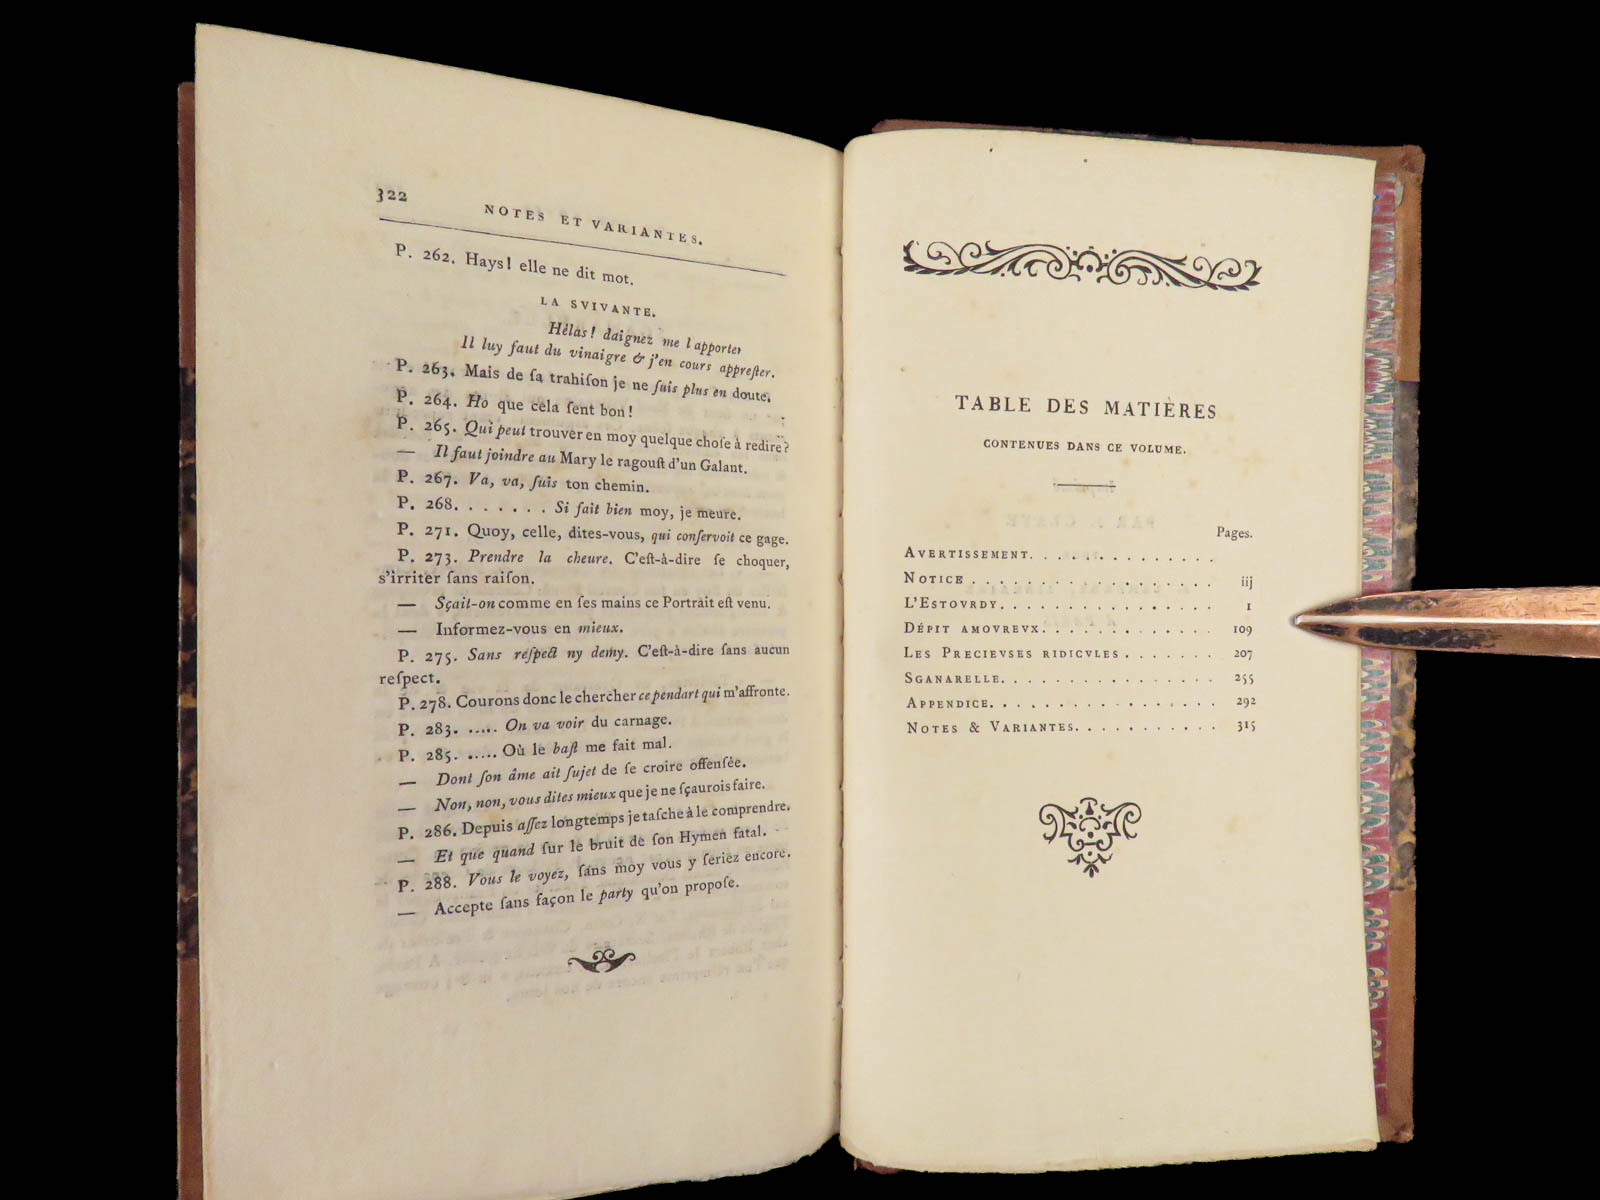 322
NOTES ET VARIANTES.
P. 262. Hays! elle ne dit mot.
LA SVIVANTE.
Hélas! daignez me l'apporter
Il luy faut du vinaigre & j'en cours appreſter.
P. 263. Mais de ſa trahiſon je ne ſuis plus en doute.
P. 264. Ho que cela ſent bon!
P. 265. Qui peut trouver en moy quelque choſe à redire?
— Il faut joindre au Mary le ragouſt d'un Galant.
P. 267. Va, va, ſuis ton chemin.
P. 268. . . . . . . Si fait bien moy, je meure.
P. 271. Quoy, celle, dites-vous, qui conſervoit ce gage.
P. 273. Prendre la cheure. C'eſt-à-dire ſe choquer,
s'irriter ſans raiſon.
— Sçait-on comme en ſes mains ce Portrait eſt venu.
— Informez-vous en mieux.
P. 275. Sans reſpect ny demy. C'eſt-à-dire ſans aucun
reſpect.
P. 278. Courons donc le chercher cependart qui m'affronte.
P. 283. ..... On va voir du carnage.
P. 285. ..... Où le baſt me fait mal.
— Dont ſon âme ait ſujet de ſe croire offenſée.
— Non, non, vous dites mieux que je ne ſçaurois faire.
P. 286. Depuis aſſez longtemps je taſche à le comprendre.
— Et que quand ſur le bruit de ſon Hymen fatal.
P. 288. Vous le voyez, ſans moy vous y ſeriez encore.
— Accepte ſans façon le party qu'on propoſe.
TABLE DES MATIÈRES
CONTENUES DANS CE VOLUME.
Pages.
AVERTISSEMENT. . . . . . . . . . . . .
NOTICE . . . . . . . . . . . . . . . . . iij
L'ESTOVRDY. . . . . . . . . . . . . . . 1
DÉPIT AMOVREVX. . . . . . . . . . . . 109
LES PRECIEVSES RIDICVLES . . . . . . . 207
SGANARELLE. . . . . . . . . . . . . . . 255
APPENDICE. . . . . . . . . . . . . . . . 292
NOTES & VARIANTES. . . . . . . . . . 315